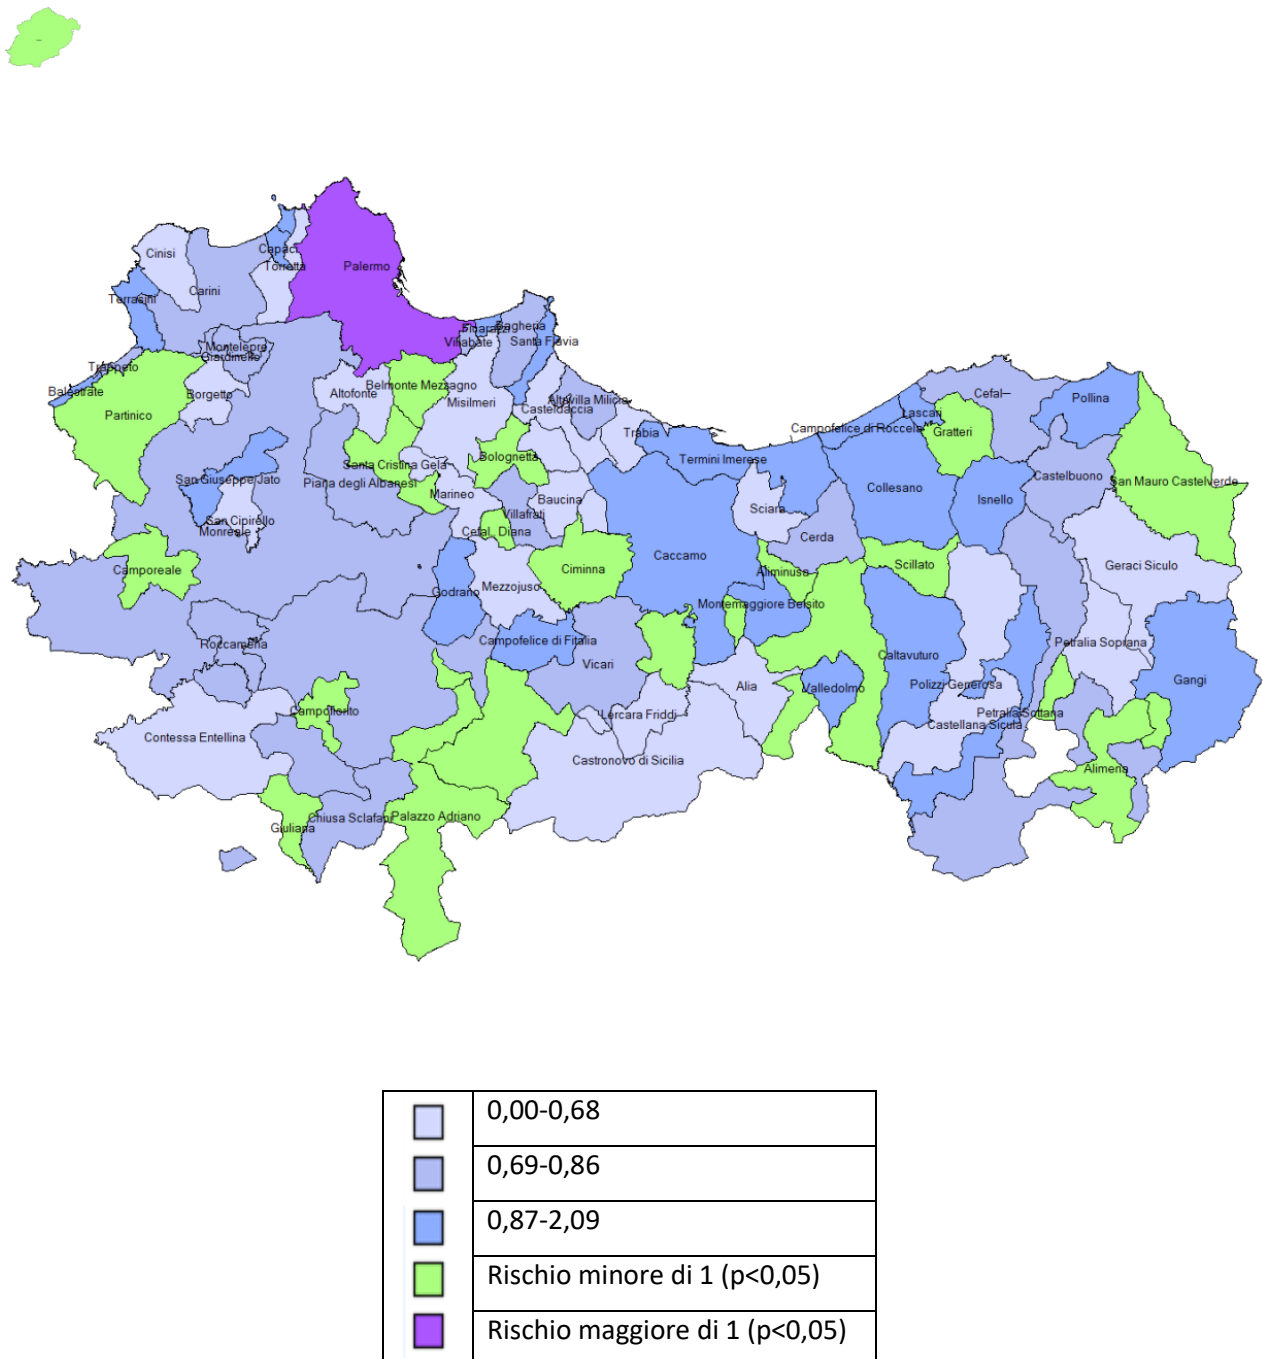 Cinisi
Capaci
Torretta
Palermo
Carini
Terrasini
Ficarazzi
Bagheria
Villabate
Santa Flavia
Montelepre
Giardinello
Trappeto
Balestrate
Borgetto
Partinico
Altofonte
Belmonte Mezzagno
Misilmeri
Casteldaccia
Altavilla Milicia
Trabia
Termini Imerese
Campofelice di Roccella
Lascari
Gratteri
Cefal
Pollina
San Giuseppe Jato
Piana degli Albanesi
Santa Cristina Gela
Bolognetta
Marineo
Baucina
Villafrati
Cefal Diana
San Cipirello
Monreale
Sciara
Cerda
Collesano
Isnello
Castelbuono
San Mauro Castelverde
Camporeale
Godrano
Mezzojuso
Ciminna
Caccamo
Aliminusa
Montemaggiore Belsito
Scillato
Geraci Siculo
Roccamena
Campofelice di Fitalia
Vicari
Caltavuturo
Petralia Soprana
Gangi
Polizzi Generosa
Valledolmo
Alia
Lercara Friddi
Campofiorito
Contessa Entellina
Castronovo di Sicilia
Castellana Sicula
Petralia Sottana
Alimena
Giuliana
Chiusa Sclafani
Palazzo Adriano
0,00-0,68
0,69-0,86
0,87-2,09
Rischio minore di 1 (p<0,05)
Rischio maggiore di 1 (p<0,05)